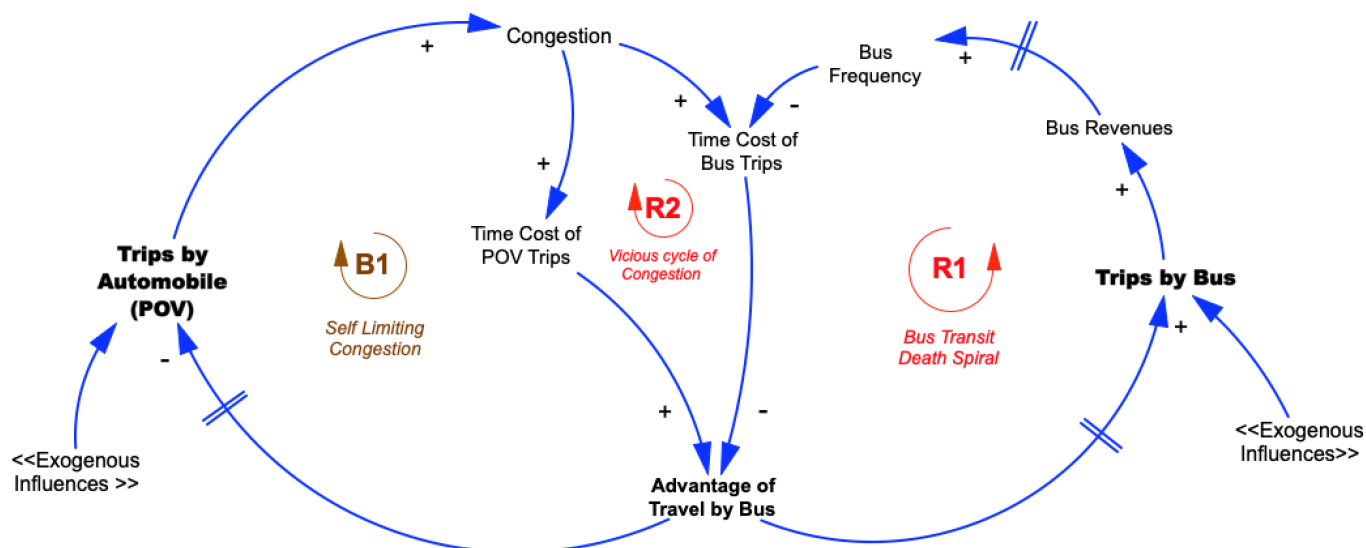 Congestion
Bus
Frequency
+
+
+
-
Time Cost of
Bus Trips
Bus Revenues
+
+
R2
Vicious cycle of
Congestion
Time Cost of
POV Trips
Trips by
Automobile
(POV)
B1
Self Limiting
Congestion
R1
Bus Transit
Death Spiral
Trips by Bus
+
-
+
-
<<Exogenous
Influences >>
<<Exogenous
Influences>>
Advantage of
Travel by Bus